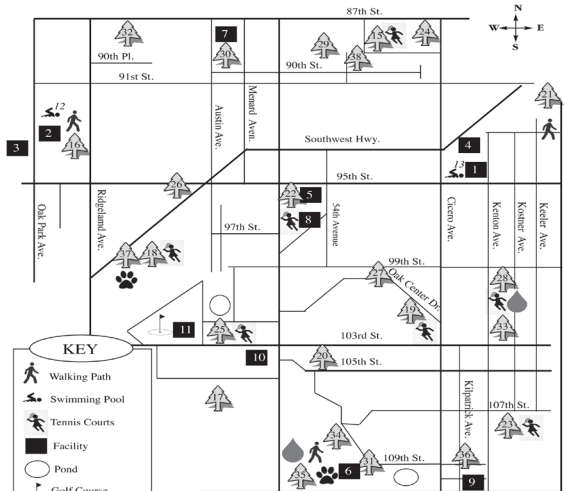 87th St.
N
W
E
S
32
7
30
29
15
24
38
90th Pl.
90th St.
91st St.
21
12
2
16
3
Menard Aven.
Austin Ave.
Southwest Hwy.
4
13
1
95th St.
26
22
5
8
54th Avenue
Oak Park Ave.
Ridgeland Ave.
Cicero Ave.
Kenton Ave.
Kostner Ave.
Keeler Ave.
97th St.
37
18
99th St.
27
28
Oak Center Dr.
19
33
11
25
103rd St.
10
20
105th St.
17
Kilpatrick Ave.
107th St.
23
34
31
109th St.
36
35
6
9
KEY
Walking Path
Swimming Pool
Tennis Courts
Facility
Pond
Golf Course